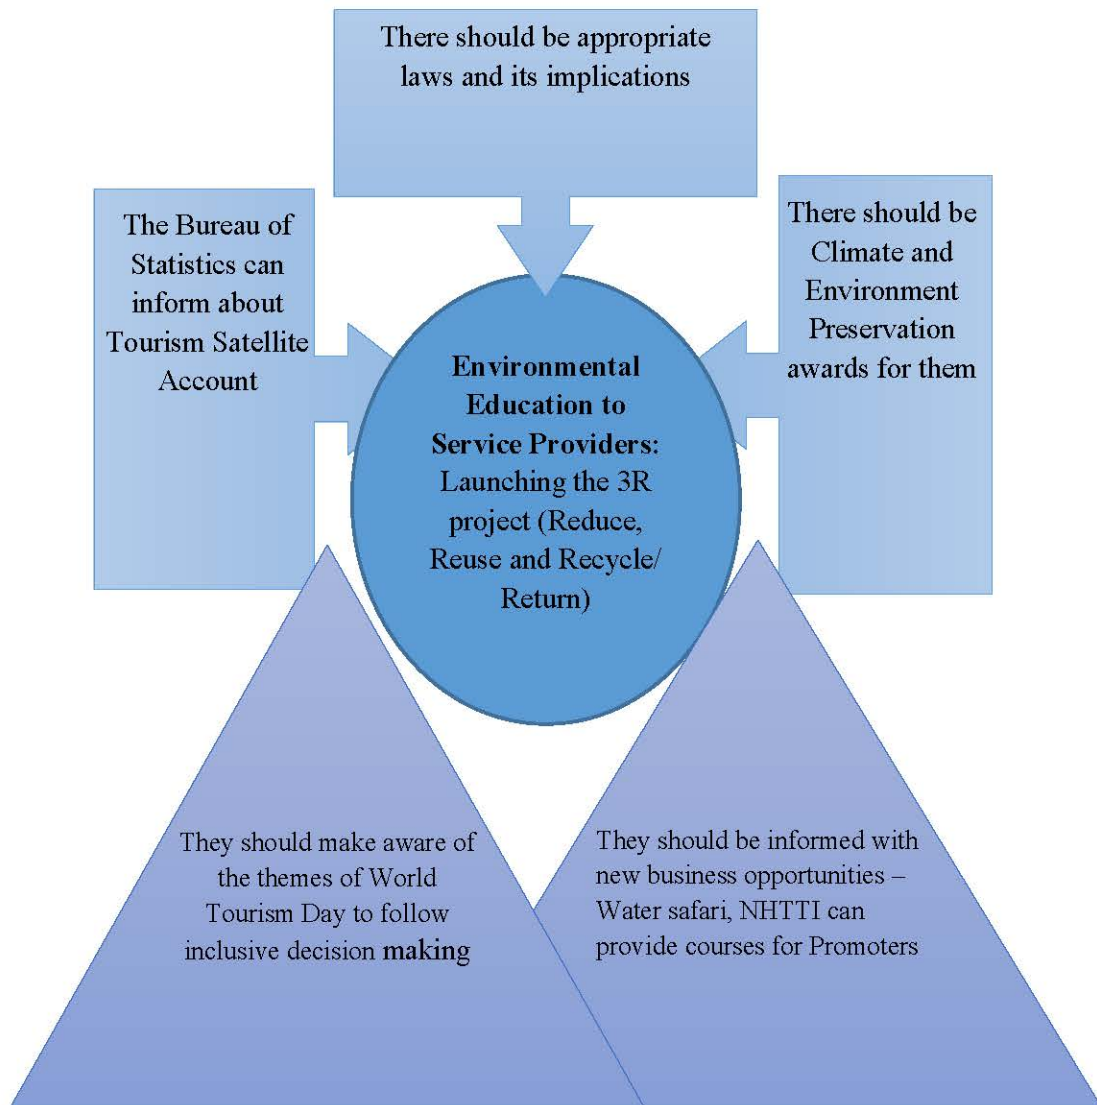 There should be appropriate
laws and its implications
The Bureau of
Statistics can
inform about
Tourism Satellite
Account
There should be
Climate and
Environment
Preservation
awards for them
Environmental
Education to
Service Providers:
Launching the 3R
project (Reduce,
Reuse and Recycle/
Return)
They should make aware of
the themes of World
Tourism Day to follow
inclusive decision making
They should be informed with
new business opportunities –
Water safari, NHTTI can
provide courses for Promoters